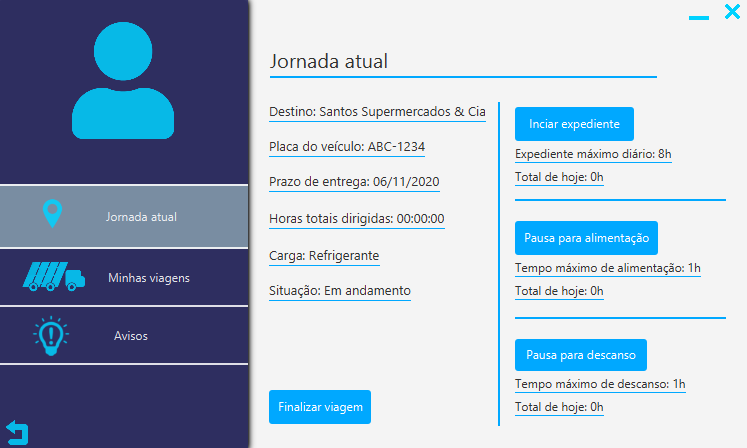 Jornada atual
Minhas viagens
Avisos
Jornada atual
Destino: Santos Supermercados & Cia
Placa do veículo: ABC-1234
Prazo de entrega: 06/11/2020
Horas totais dirigidas: 00:00:00
Carga: Refrigerante
Situação: Em andamento
Finalizar viagem
Inciar expediente
Expediente máximo diário: 8h
Total de hoje: 0h
Pausa para alimentação
Tempo máximo de alimentação: 1h
Total de hoje: 0h
Pausa para descanso
Tempo máximo de descanso: 1h
Total de hoje: 0h